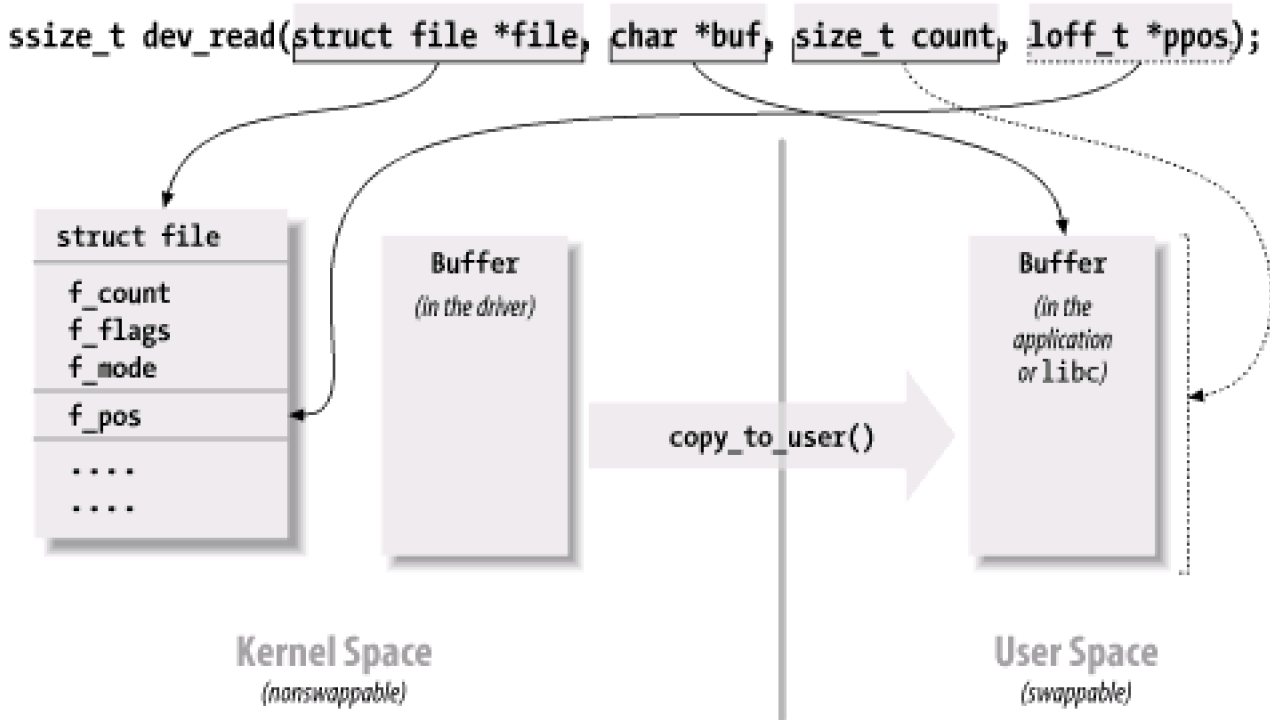 ssize_t dev_read(struct file *file, char *buf, size_t count, loff_t *ppos);
struct file
f_count
f_flags
f_mode
f_pos
....
....
Buffer
(in the driver)
copy_to_user()
Buffer
(in the
application
or libc)
Kernel Space
(nonswappable)
User Space
(swappable)